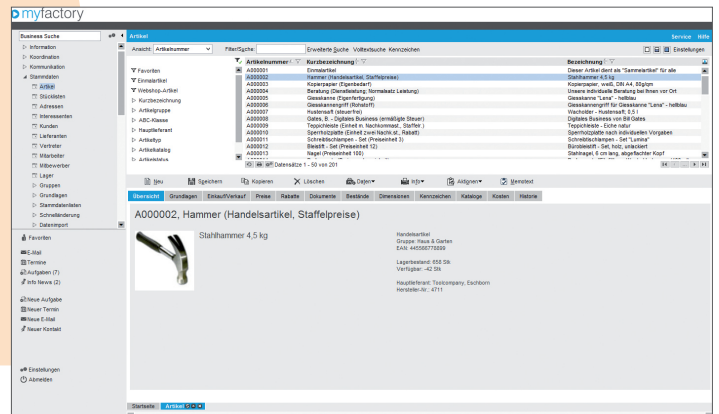 myfactory
Business Suche
Information
Koordination
Kommunikation
Stammdaten
Artikel
Stücklisten
Adressen
Interessenten
Kunden
Lieferanten
Vertreter
Mitarbeiter
Mitbewerber
Lager
Gruppen
Grundlagen
Stammdatenlisten
Schnelländerung
Datenimport
Favoriten
E-Mail
Termine
Aufgaben (7)
Info News (2)
Neue Aufgabe
Neuer Termin
Neue E-Mail
Neuer Kontakt
Einstellungen
Abmelden
Artikel
Service Hilfe
Ansicht: Artikelnummer Filter/Suche: Erweiterte Suche Volltextsuche Kennzeichen Einstellungen
Favoriten
Einmalartikel
Webshop-Artikel
Kurzbezeichnung
Artikelgruppe
ABC-Klasse
Hauptlieferant
Artikeltyp
Artikelkatalog
Artikelstatus
Artikelnummer Kurzbezeichnung Bezeichnung
A000001 Einmalartikel Dieser Artikel dient als "Sammelartikel" für alle
A000002 Hammer (Handelsartikel, Staffelpreise) Stahlhammer 4,5 kg
A000003 Kopierpapier (Eigenbedarf) Kopierpapier, weiß, DIN A4, 80g/qm
A000004 Beratung (Dienstleistung; Normalsatz Leistung) Unsere individuelle Beratung bei Ihnen vor Ort
A000005 Giesskanne (Eigenfertigung) Giesskanne "Lena" - hellblau
A000006 Giesskannengriff (Rohstoff) Giesskannengriff für Giesskanne "Lena" - hellblau
A000007 Hustensaft (steuerfrei) Wacholder - Hustensaft; 0,5 l
A000008 Gates, B. - Digitales Business (ermäßigte Steuer) Digitales Business von Bill Gates
A000009 Teppichleiste (Einheit m. Nachkommast., Staffelr.) Teppichleiste - Eiche natur
A000010 Sperrholzplatte (Einheit zwei Nachk.st., Rabatt) Sperrholzplatte nach individuellen Vorgaben
A000011 Schreibtischlampen - Set (Preiseinheit 3) Schreibtischlampen - Set "Lumina"
A000012 Bleistift - Set (Preiseinheit 10) Bürobleistift - Set, holz, unlackiert
A000013 Nagel (Preiseinheit 100) Stahlnagel, 6 cm lang, abgeflachter Kopf
Datensätze 1 - 50 von 201
Neu Speichern Kopieren Löschen Daten Info Aktionen Memotext
Übersicht Grundlagen Einkauf/Verkauf Preise Rabatte Dokumente Bestände Dimensionen Kennzeichen Kataloge Kosten Historie
A000002, Hammer (Handelsartikel, Staffelpreise)
Stahlhammer 4,5 kg
Handelsartikel
Gruppe: Haus & Garten
EAN: 445566778899
Lagerbestand: 658 Stk
Verfügbar: -42 Stk
Hauptlieferant: Toolcompany, Eschborn
Hersteller-Nr.: 4711
Startseite Artikel